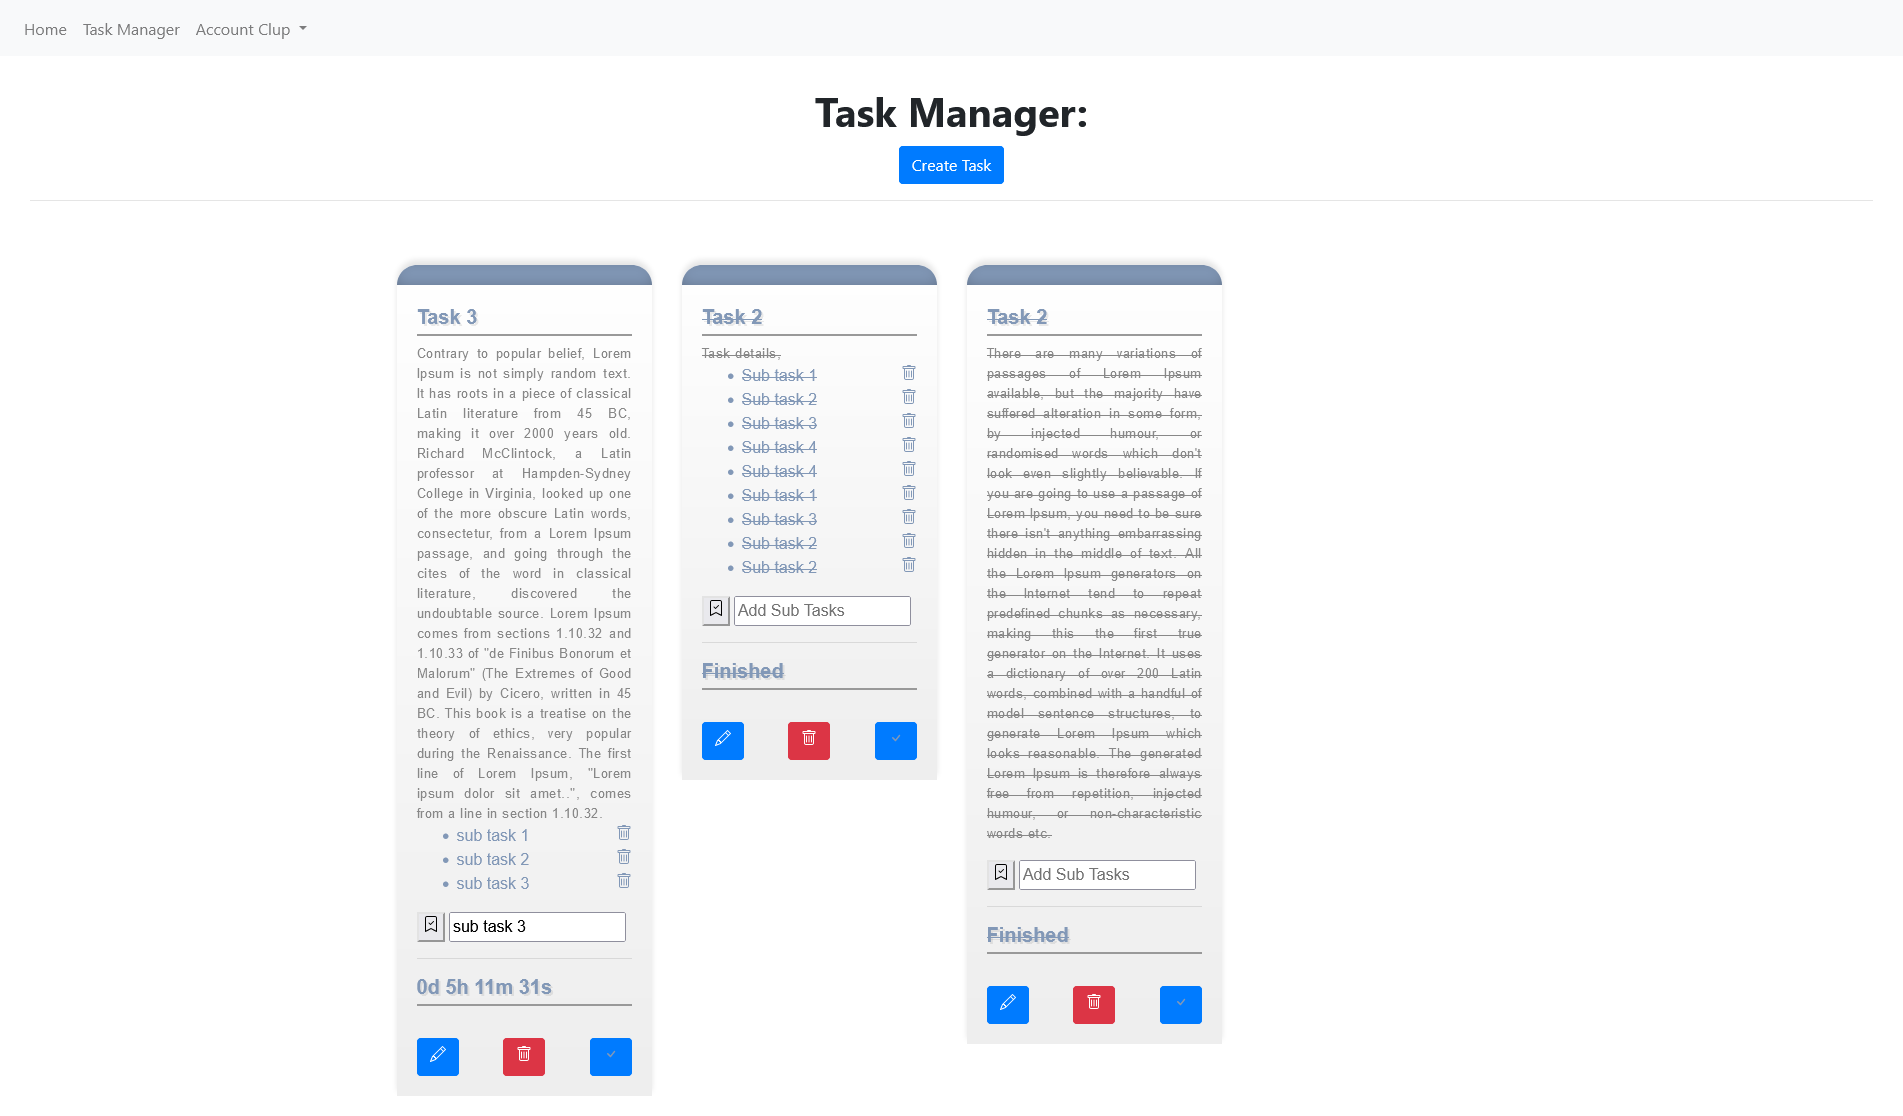 Home
Task Manager
Account Clup
Task Manager:
Create Task
Task 3
Contrary to popular belief, Lorem
Ipsum is not simply random text.
It has roots in a piece of classical
Latin literature from 45 BC,
making it over 2000 years old.
Richard McClintock, a Latin
professor at Hampden-Sydney
College in Virginia, looked up one
of the more obscure Latin words,
consectetur, from a Lorem Ipsum
passage, and going through the
cites of the word in classical
literature, discovered the
undoubtable source. Lorem Ipsum
comes from sections 1.10.32 and
1.10.33 of "de Finibus Bonorum et
Malorum" (The Extremes of Good
and Evil) by Cicero, written in 45
BC. This book is a treatise on the
theory of ethics, very popular
during the Renaissance. The first
line of Lorem Ipsum, "Lorem
ipsum dolor sit amet..", comes
from a line in section 1.10.32.
• sub task 1
• sub task 2
• sub task 3
sub task 3
0d 5h 11m 31s
Task 2
Task details,
• Sub task 1
• Sub task 2
• Sub task 3
• Sub task 4
• Sub task 4
• Sub task 1
• Sub task 3
• Sub task 2
• Sub task 2
Add Sub Tasks
Finished
Task 2
There are many variations of
passages of Lorem Ipsum
available, but the majority have
suffered alteration in some form,
by injected humour, or
randomised words which don't
look even slightly believable. If
you are going to use a passage of
Lorem Ipsum, you need to be sure
there isn't anything embarrassing
hidden in the middle of text. All
the Lorem Ipsum generators on
the Internet tend to repeat
predefined chunks as necessary,
making this the first true
generator on the Internet. It uses
a dictionary of over 200 Latin
words, combined with a handful of
model sentence structures, to
generate Lorem Ipsum which
looks reasonable. The generated
Lorem Ipsum is therefore always
free from repetition, injected
humour, or non-characteristic
words etc.
Add Sub Tasks
Finished